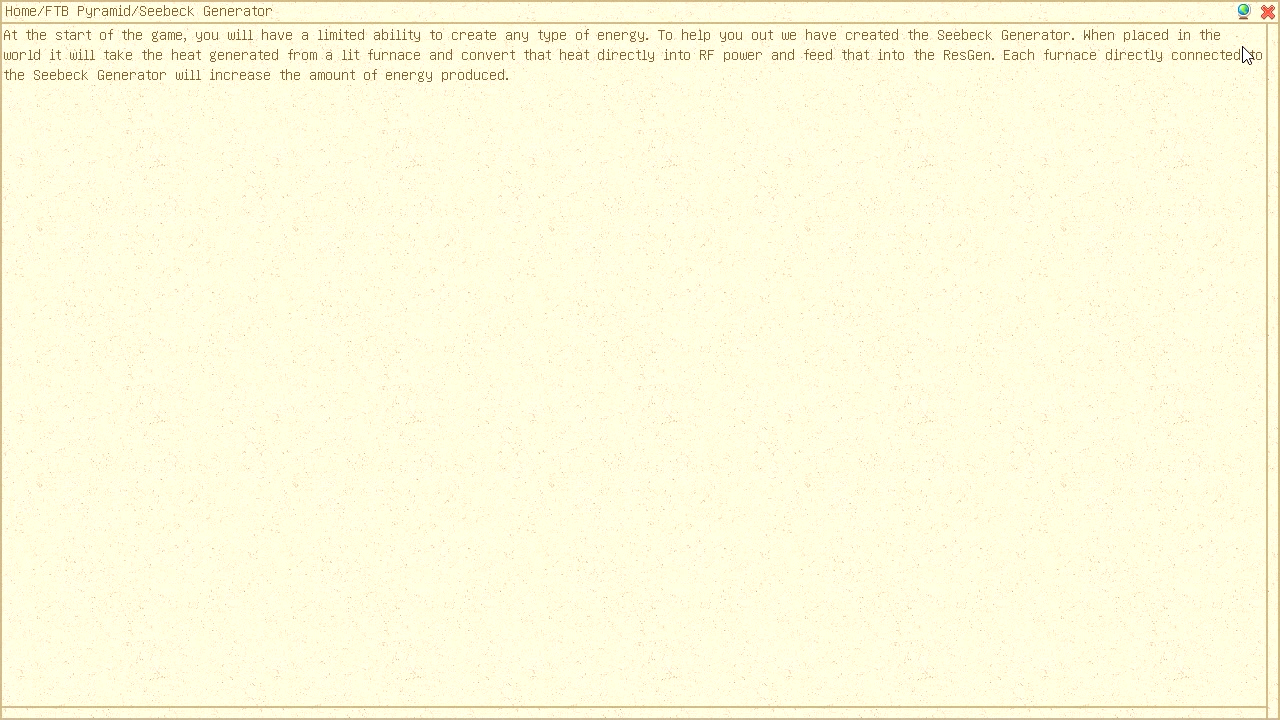 Home/FTB Pyramid/Seebeck Generator
At the start of the game, you will have a limited ability to create any type of energy. To help you out we have created the Seebeck Generator. When placed in the
world it will take the heat generated from a lit furnace and convert that heat directly into RF power and feed that into the ResGen. Each furnace directly connected to
the Seebeck Generator will increase the amount of energy produced.